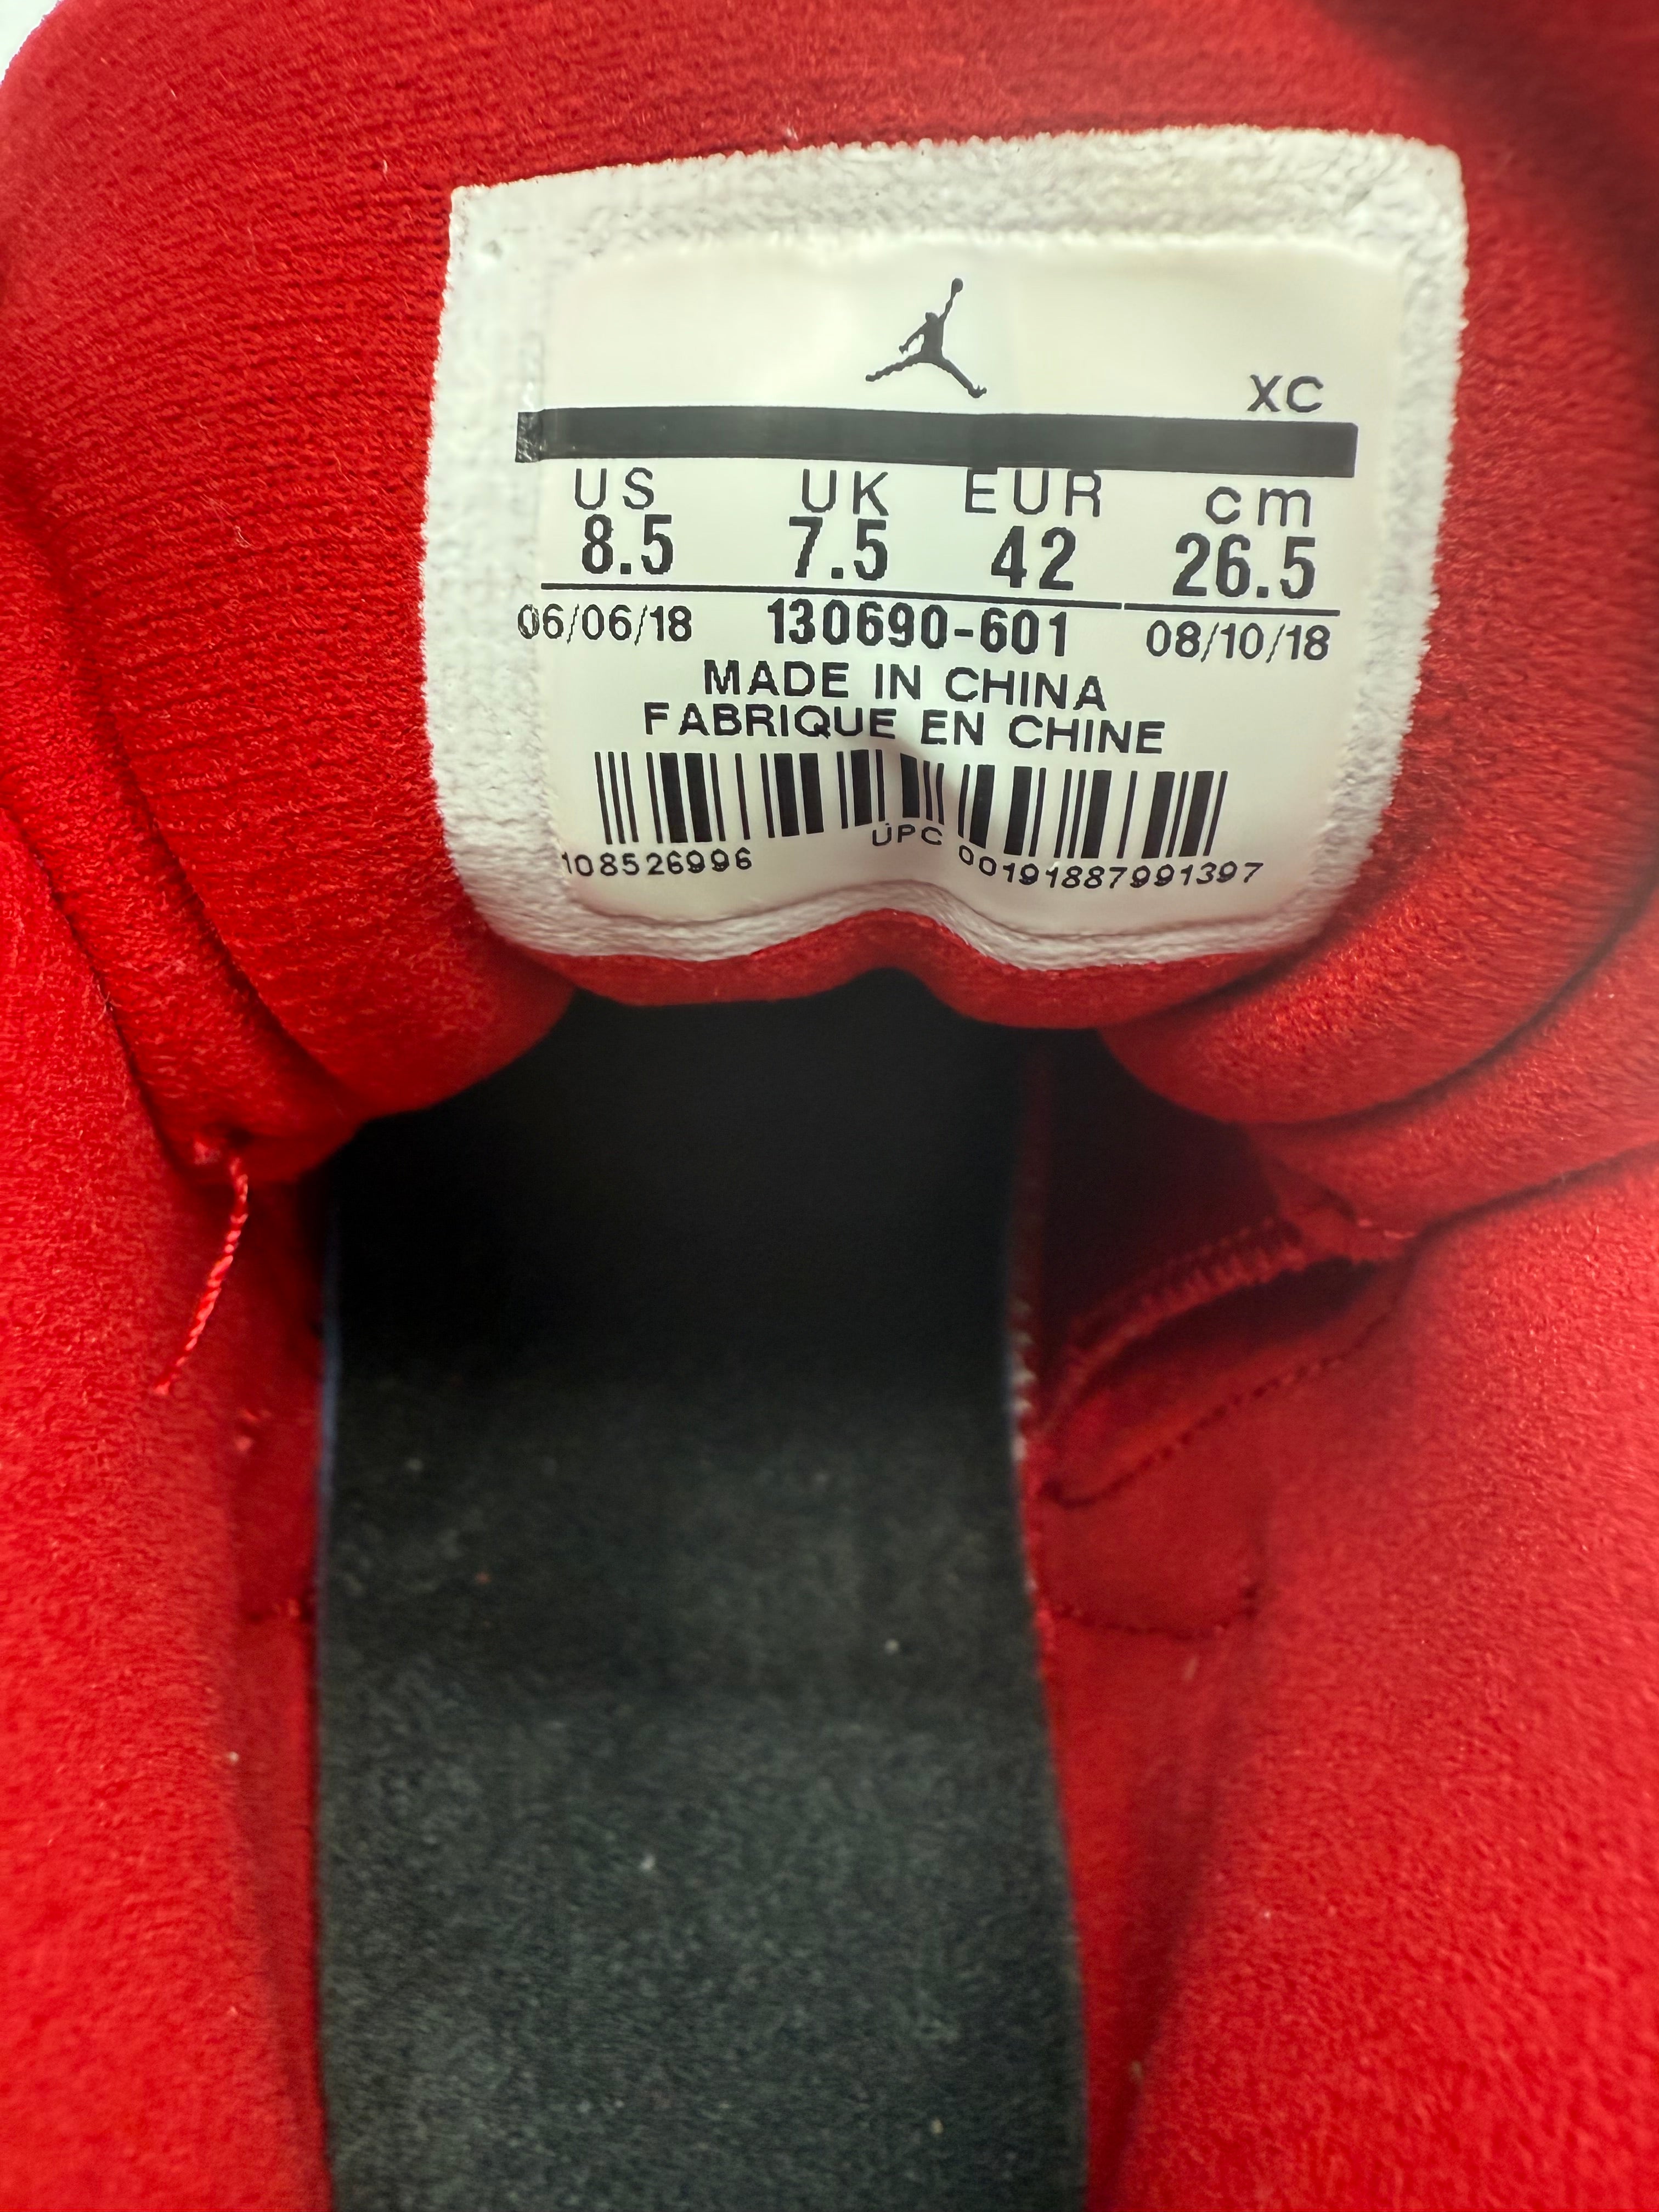 XC
US UK EUR cm
8.5 7.5 42 26.5
06/06/18 130690-601 08/10/18
MADE IN CHINA
FABRIQUE EN CHINE
108526996 UPC 00191887991397